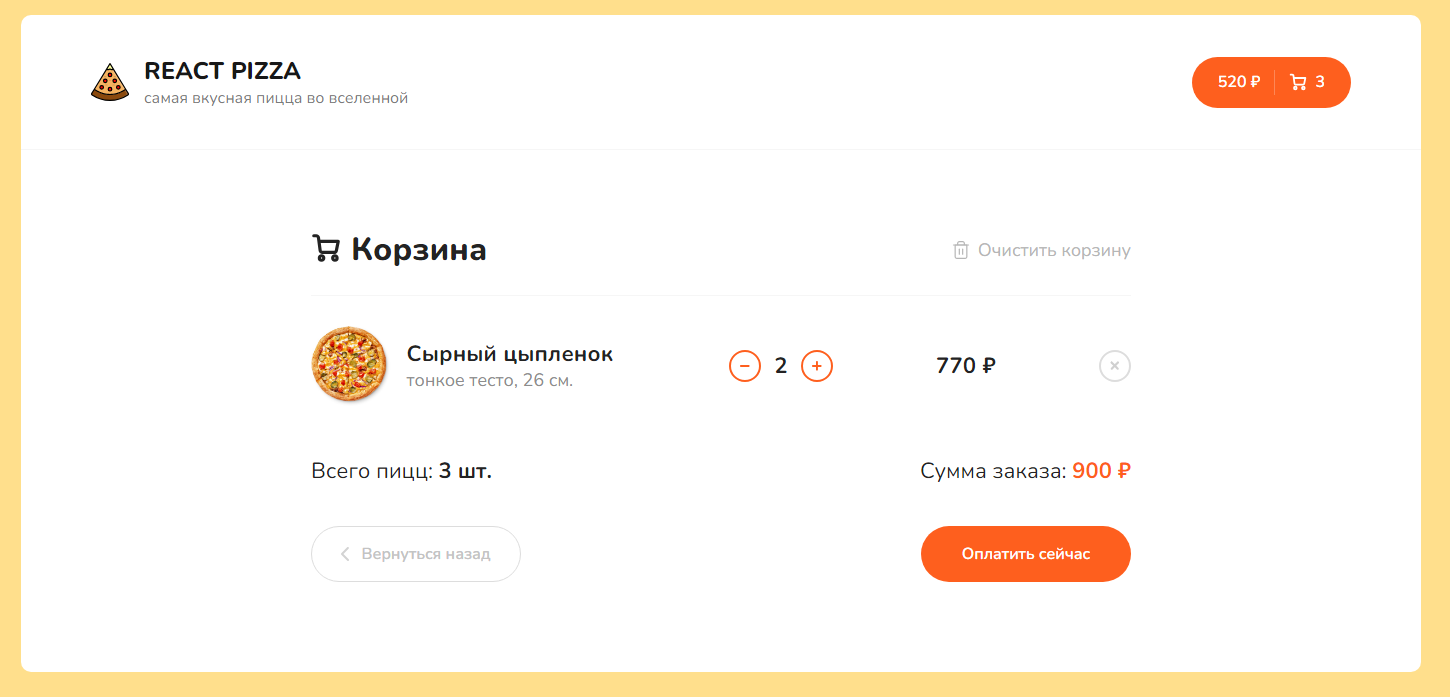 REACT PIZZA
самая вкусная пицца во вселенной
520 ₽ 3
Корзина
Очистить корзину
Сырный цыпленок
тонкое тесто, 26 см.
2
770 ₽
Всего пицц: 3 шт.
Сумма заказа: 900 ₽
Вернуться назад
Оплатить сейчас